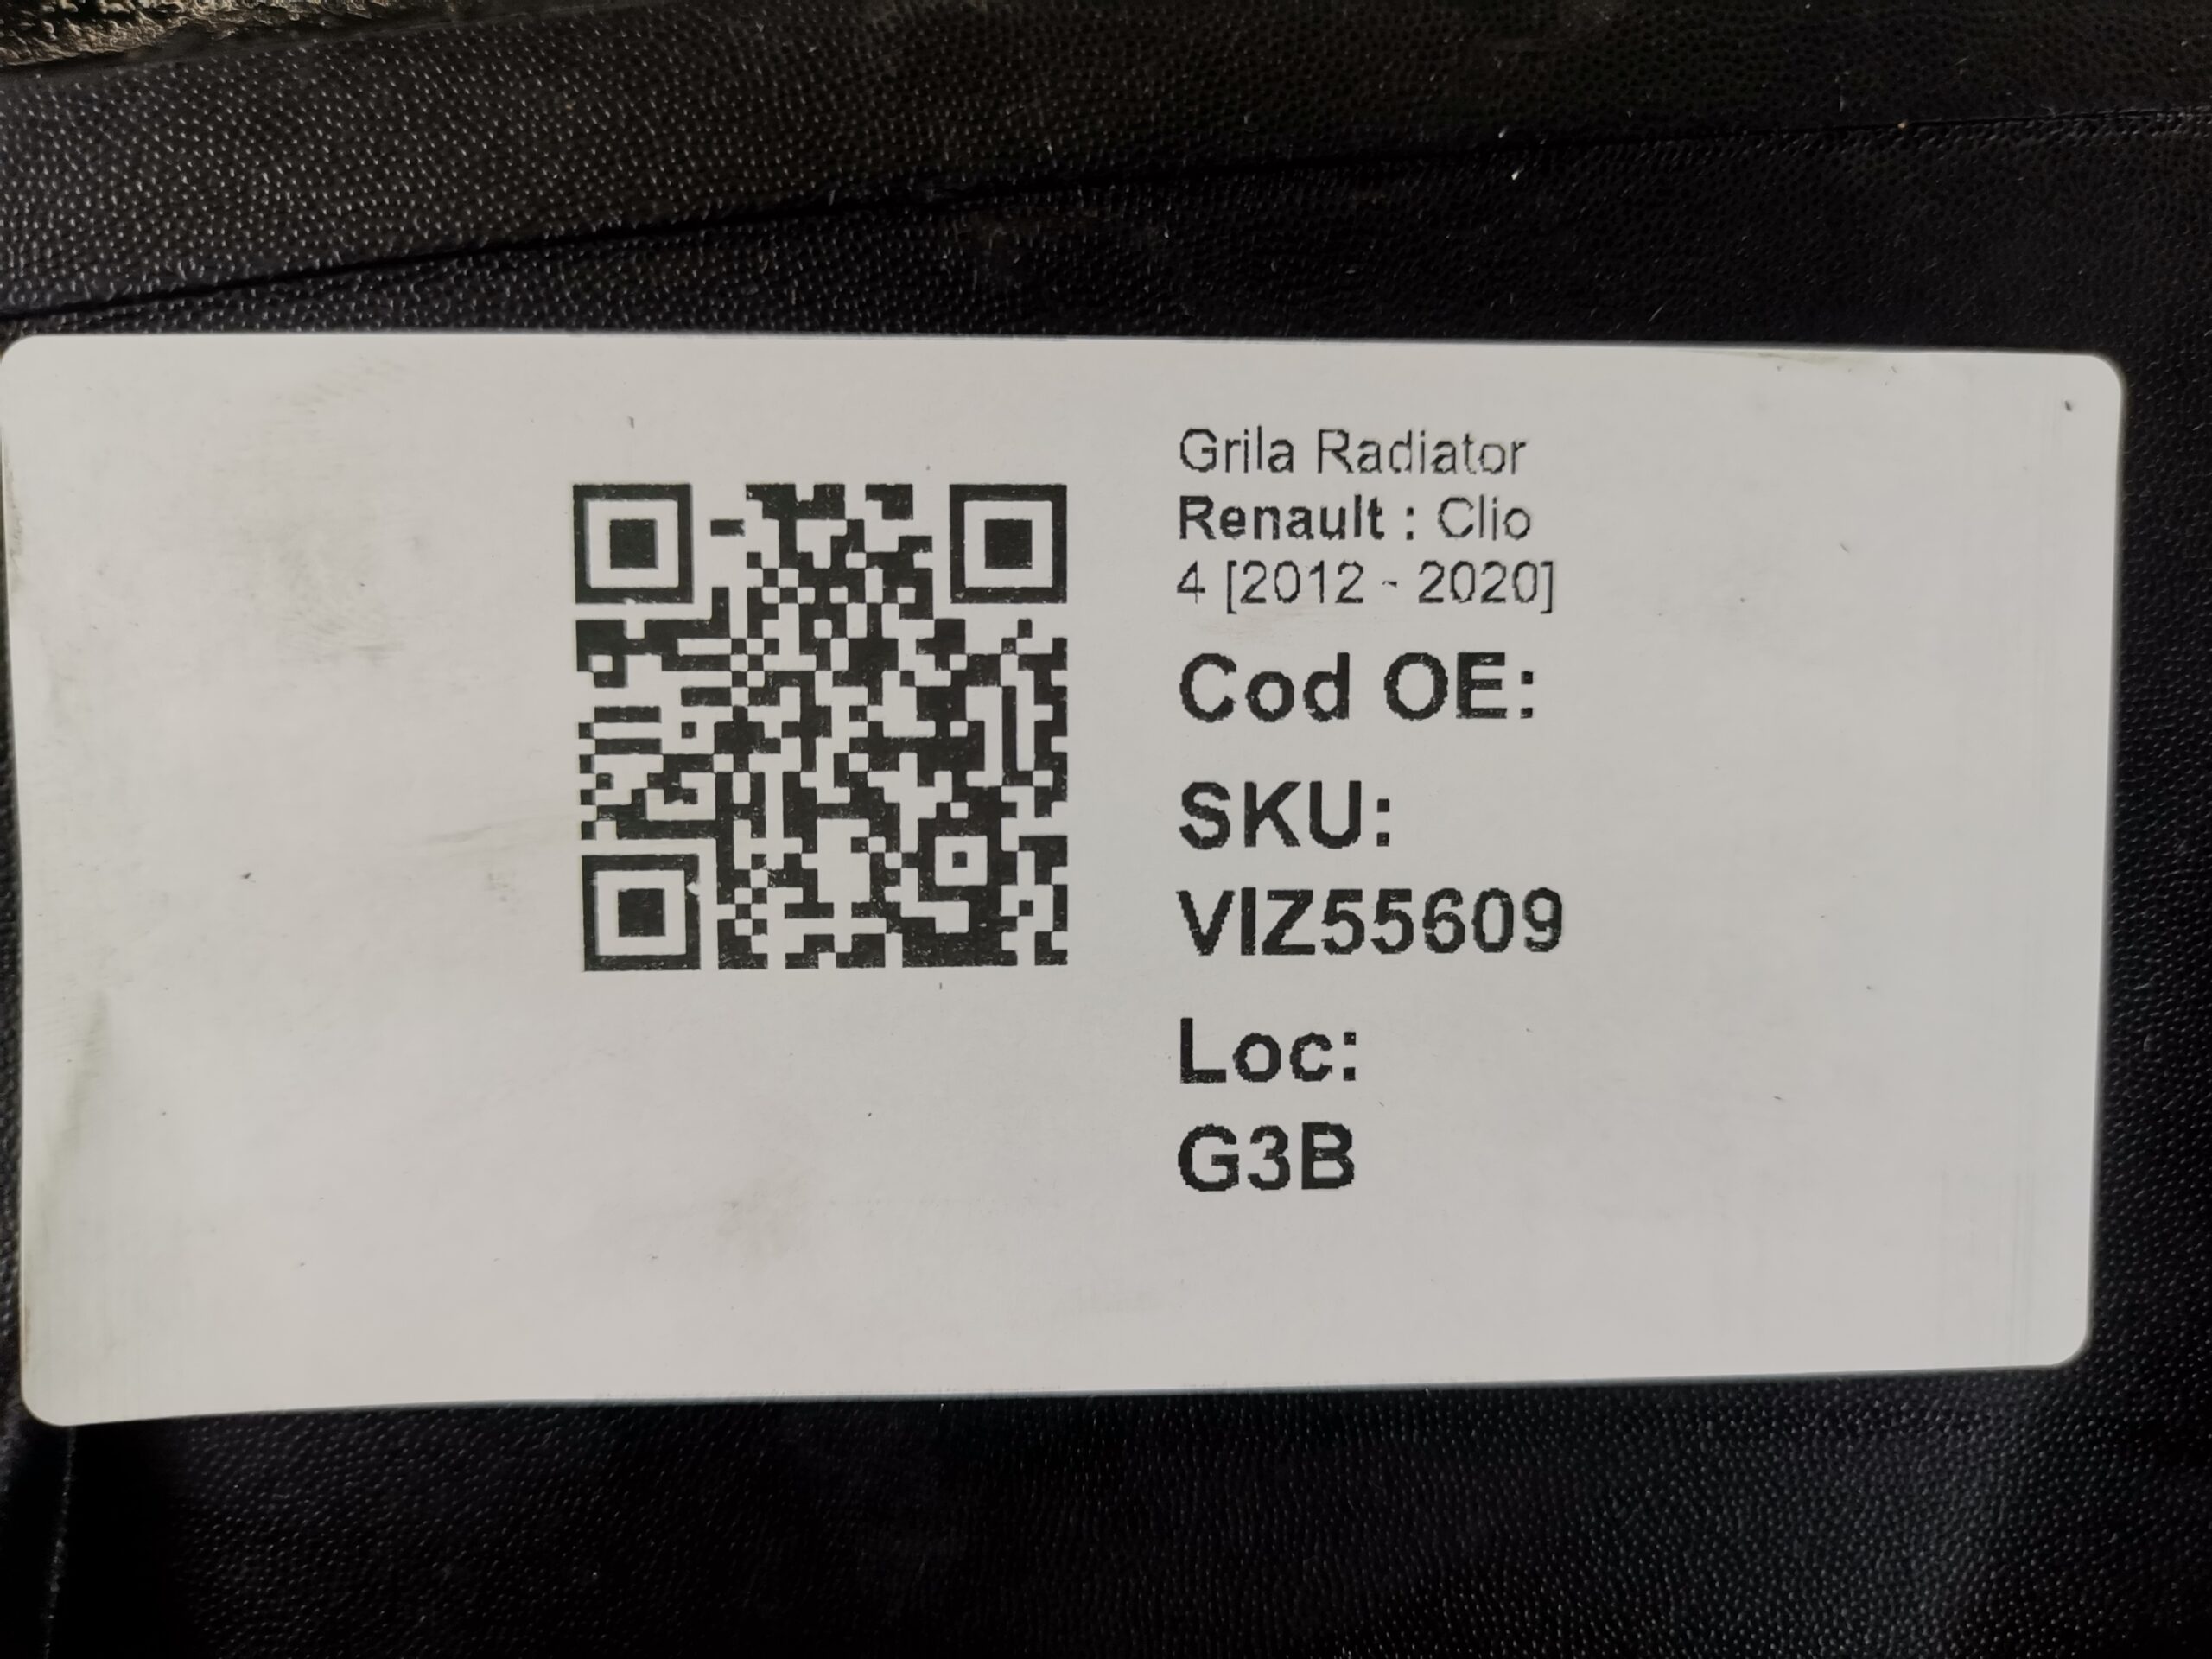 Grila Radiator
Renault : Clio
4 [2012 - 2020]
Cod OE:
SKU:
VIZ55609
Loc:
G3B